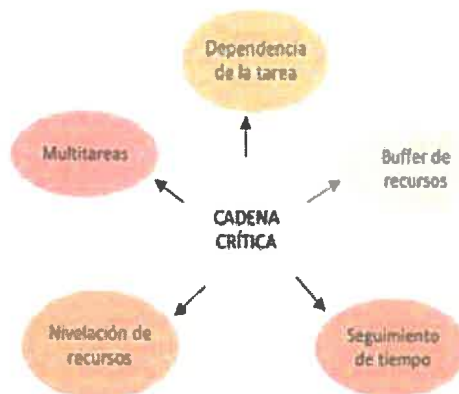 Dependencia
de la tarea
Multitareas
Buffer de
recursos
CADENA
CRÍTICA
Nivelación de
recursos
Seguimiento
de tiempo